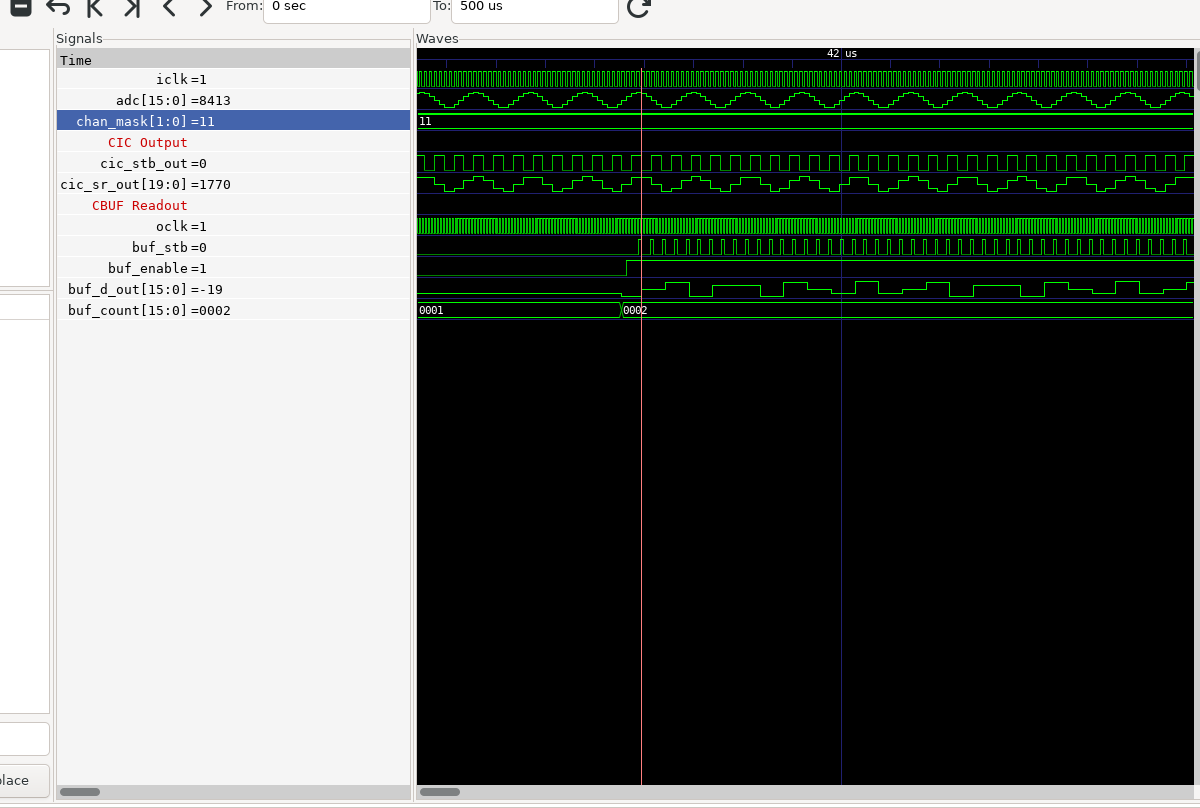 From: 0 sec To: 500 us
Signals
Waves
Time
42 us
iclk=1
adc[15:0]=8413
chan_mask[1:0]=11
11
CIC Output
cic_stb_out=0
cic_sr_out[19:0]=1770
CBUF Readout
oclk=1
buf_stb=0
buf_enable=1
buf_d_out[15:0]=-19
buf_count[15:0]=0002
0001 0002
lace